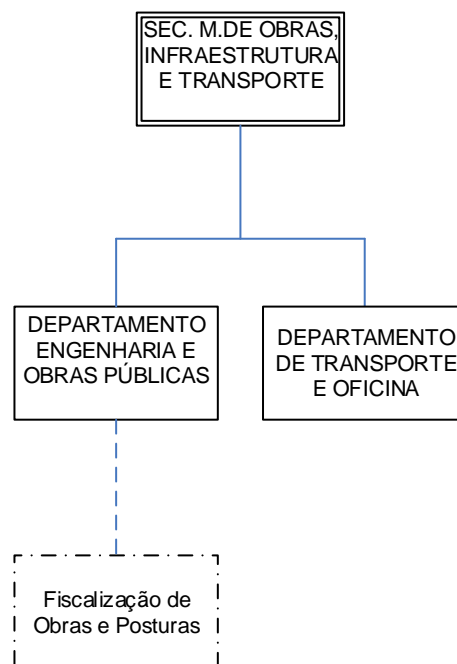 SEC. M.DE OBRAS,
INFRAESTRUTURA
E TRANSPORTE
DEPARTAMENTO
ENGENHARIA E
OBRAS PÚBLICAS
DEPARTAMENTO
DE TRANSPORTE
E OFICINA
Fiscalização de
Obras e Posturas